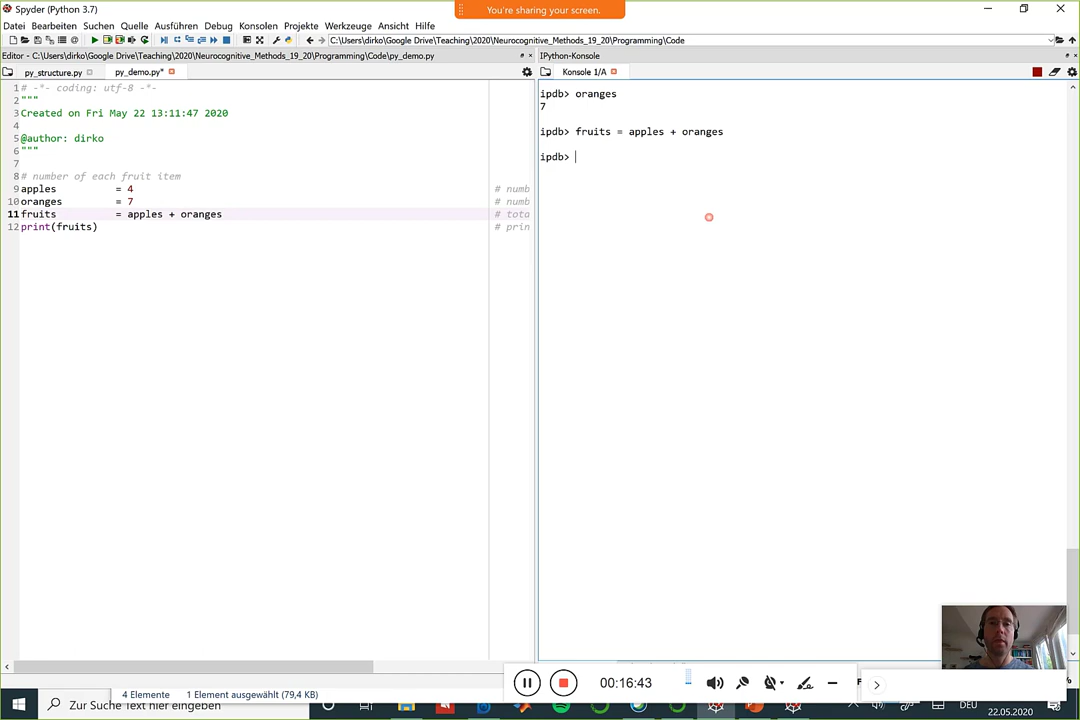 Spyder (Python 3.7)
You're sharing your screen.
Datei Bearbeiten Suchen Quelle Ausführen Debug Konsolen Projekte Werkzeuge Ansicht Hilfe
C:\Users\dirko\Google Drive\Teaching\2020\Neurocognitive_Methods_19_20\Programming\Code
Editor - C:\Users\dirko\Google Drive\Teaching\2020\Neurocognitive_Methods_19_20\Programming\Code\py_demo.py
IPython-Konsole
py_structure.py py_demo.py*
Konsole 1/A
1 # -*- coding: utf-8 -*-
2 """
3 Created on Fri May 22 13:11:47 2020
4
5 @author: dirko
6 """
7
8 # number of each fruit item
9 apples = 4 # numb
10 oranges = 7 # numb
11 fruits = apples + oranges # tota
12 print(fruits) # prin
ipdb> oranges
7
ipdb> fruits = apples + oranges
ipdb>
00:16:43
4 Elemente 1 Element ausgewählt (79,4 KB)
Zur Suche Text hier eingeben
DEU
22.05.2020